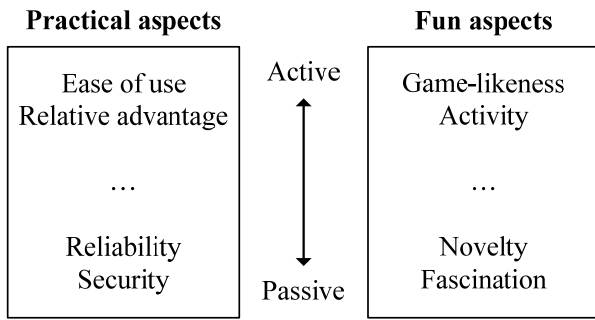 Practical aspects
Ease of use
Relative advantage
…
Reliability
Security
Active
Passive
Fun aspects
Game-likeness
Activity
…
Novelty
Fascination